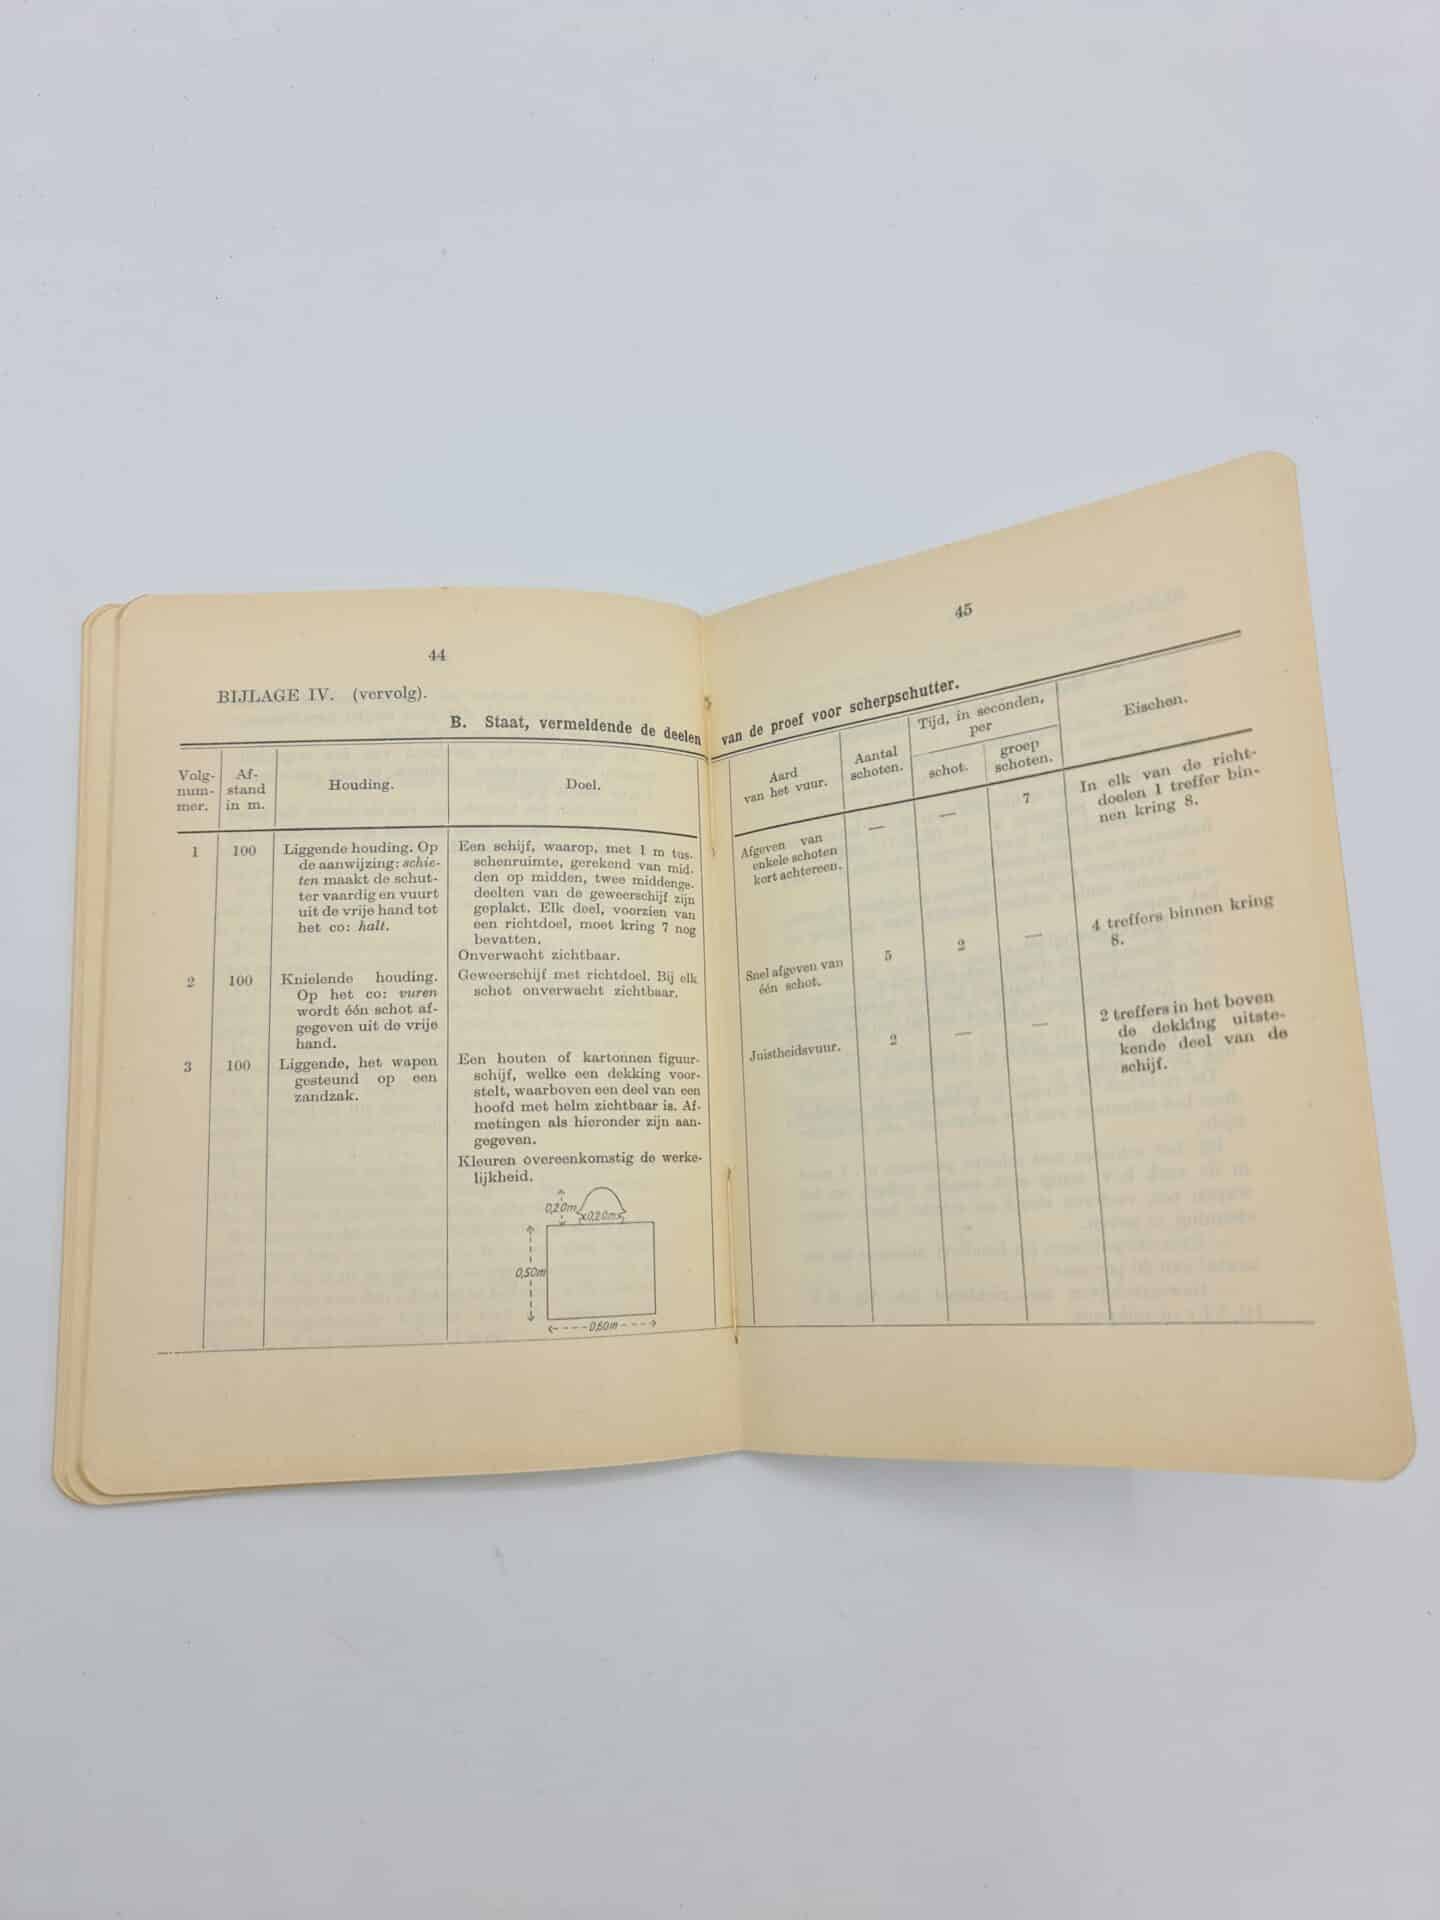 44
BIJLAGE IV. (vervolg).
B. Staat, vermeldende de deelen
Volg-
num-
mer.
Af-
stand
in m.
Houding.
Doel.
1
100
Liggende houding. Op
de aanwijzing: schie-
ten maakt de schut-
ter vaardig en vuurt
uit de vrije hand tot
het co: halt.
Een schijf, waarop, met 1 m tus-
schenruimte, gerekend van mid-
den op midden, twee middenge-
deelten van de geweerschijf zijn
geplakt. Elk deel, voorzien van
een richtdoel, moet kring 7 nog
bevatten.
Onverwacht zichtbaar.
2
100
Knielende houding.
Op het co: vuren
wordt één schot af-
gegeven uit de vrije
hand.
Geweerschijf met richtdoel. Bij elk
schot onverwacht zichtbaar.
3
100
Liggende, het wapen
gesteund op een
zandzak.
Een houten of kartonnen figuur-
schijf, welke een dekking voor-
stelt, waarboven een deel van een
hoofd met helm zichtbaar is. Af-
metingen als hieronder zijn aan-
gegeven.
Kleuren overeenkomstig de werke-
lijkheid.
0,20m
0,20m
0,50m
0,60m
45
van de proef voor scherpschutter.
Aard
van het vuur.
Aantal
schoten.
Tijd, in seconden,
per
schot.
groep
schoten.
Eischen.
Afgeven van
enkele schoten
kort achtereen.
—
—
7
In elk van de richt-
doelen 1 treffer bin-
nen kring 8.
Snel afgeven van
één schot.
5
2
—
4 treffers binnen kring
8.
Juistheidsvuur.
2
—
—
2 treffers in het boven
de dekking uitste-
kende deel van de
schijf.